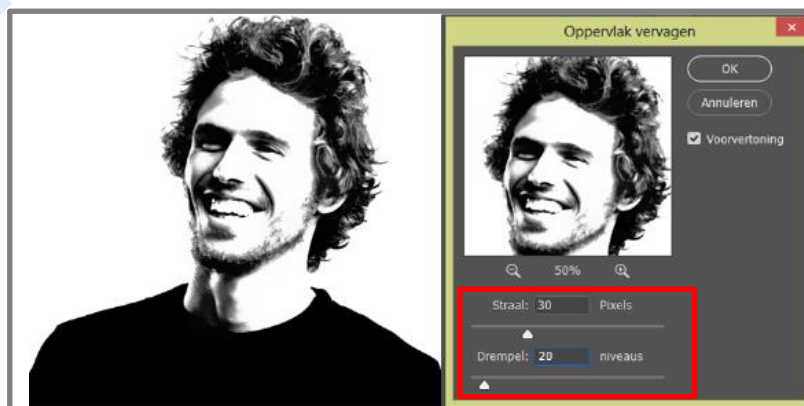 Oppervlak vervagen
OK
Annuleren
Voorvertoning
50%
Straal: 30 Pixels
Drempel: 20 niveaus